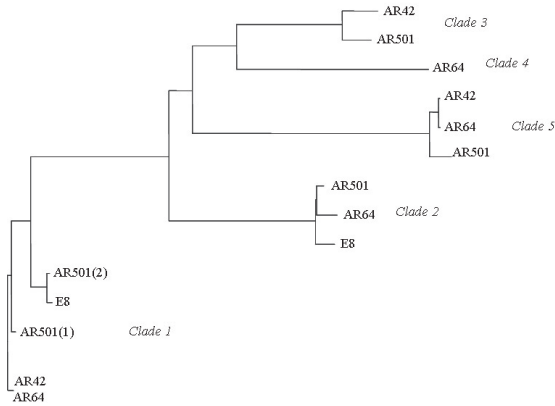 AR42
Clade 3
AR501
AR64
Clade 4
AR42
AR64
Clade 5
AR501
AR501
AR64
Clade 2
E8
AR501(2)
E8
AR501(1)
Clade 1
AR42
AR64